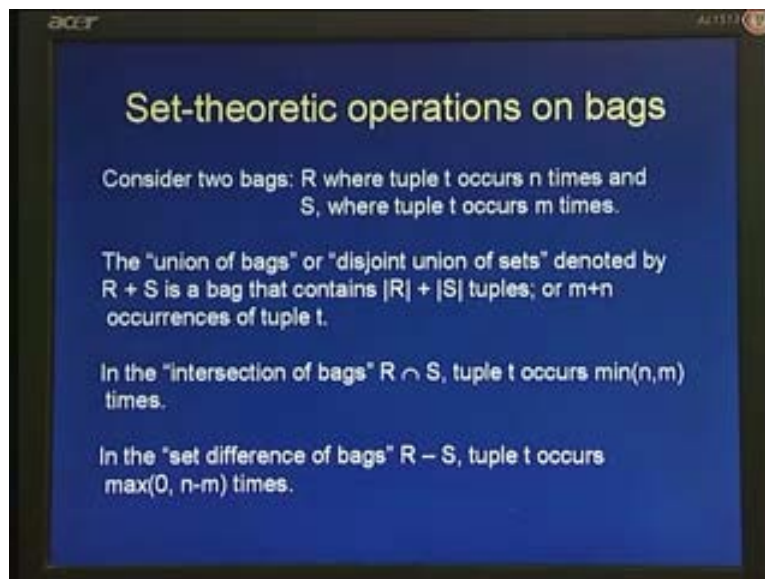 acer
Set-theoretic operations on bags
Consider two bags: R where tuple t occurs n times and
S, where tuple t occurs m times.
The "union of bags" or "disjoint union of sets" denoted by
R + S is a bag that contains |R| + |S| tuples; or m+n
occurrences of tuple t.
In the "intersection of bags" R ∩ S, tuple t occurs min(n,m)
times.
In the "set difference of bags" R – S, tuple t occurs
max(0, n-m) times.